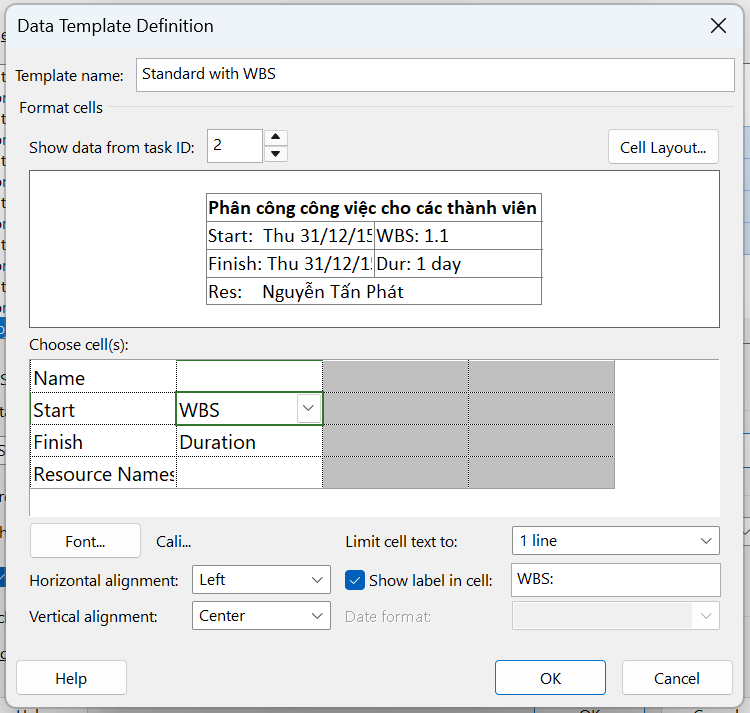 Data Template Definition
Template name: Standard with WBS
Format cells
Show data from task ID: 2 Cell Layout...
Phân công công việc cho các thành viên
Start: Thu 31/12/15 WBS: 1.1
Finish: Thu 31/12/1 Dur: 1 day
Res: Nguyễn Tấn Phát
Choose cell(s):
Name
Start WBS
Finish Duration
Resource Names
Font... Cali... Limit cell text to: 1 line
Horizontal alignment: Left Show label in cell: WBS:
Vertical alignment: Center Date format:
Help OK Cancel